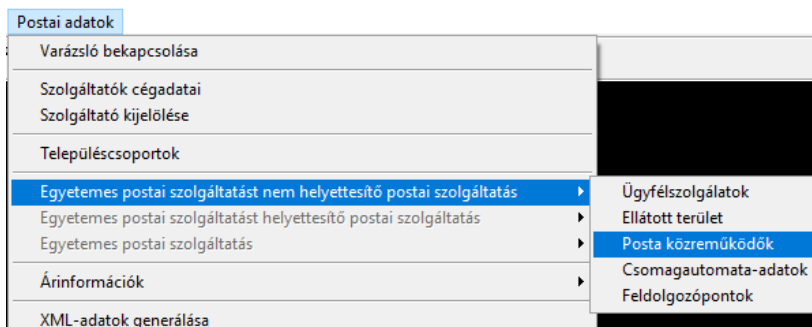 Postai adatok
Varázsló bekapcsolása
Szolgáltatók cégadatai
Szolgáltató kijelölése
Településcsoportok
Egyetemes postai szolgáltatást nem helyettesítő postai szolgáltatás
Egyetemes postai szolgáltatást helyettesítő postai szolgáltatás
Egyetemes postai szolgáltatás
Árinformációk
XML-adatok generálása
Ügyfélszolgálatok
Ellátott terület
Posta közreműködők
Csomagautomata-adatok
Feldolgozópontok